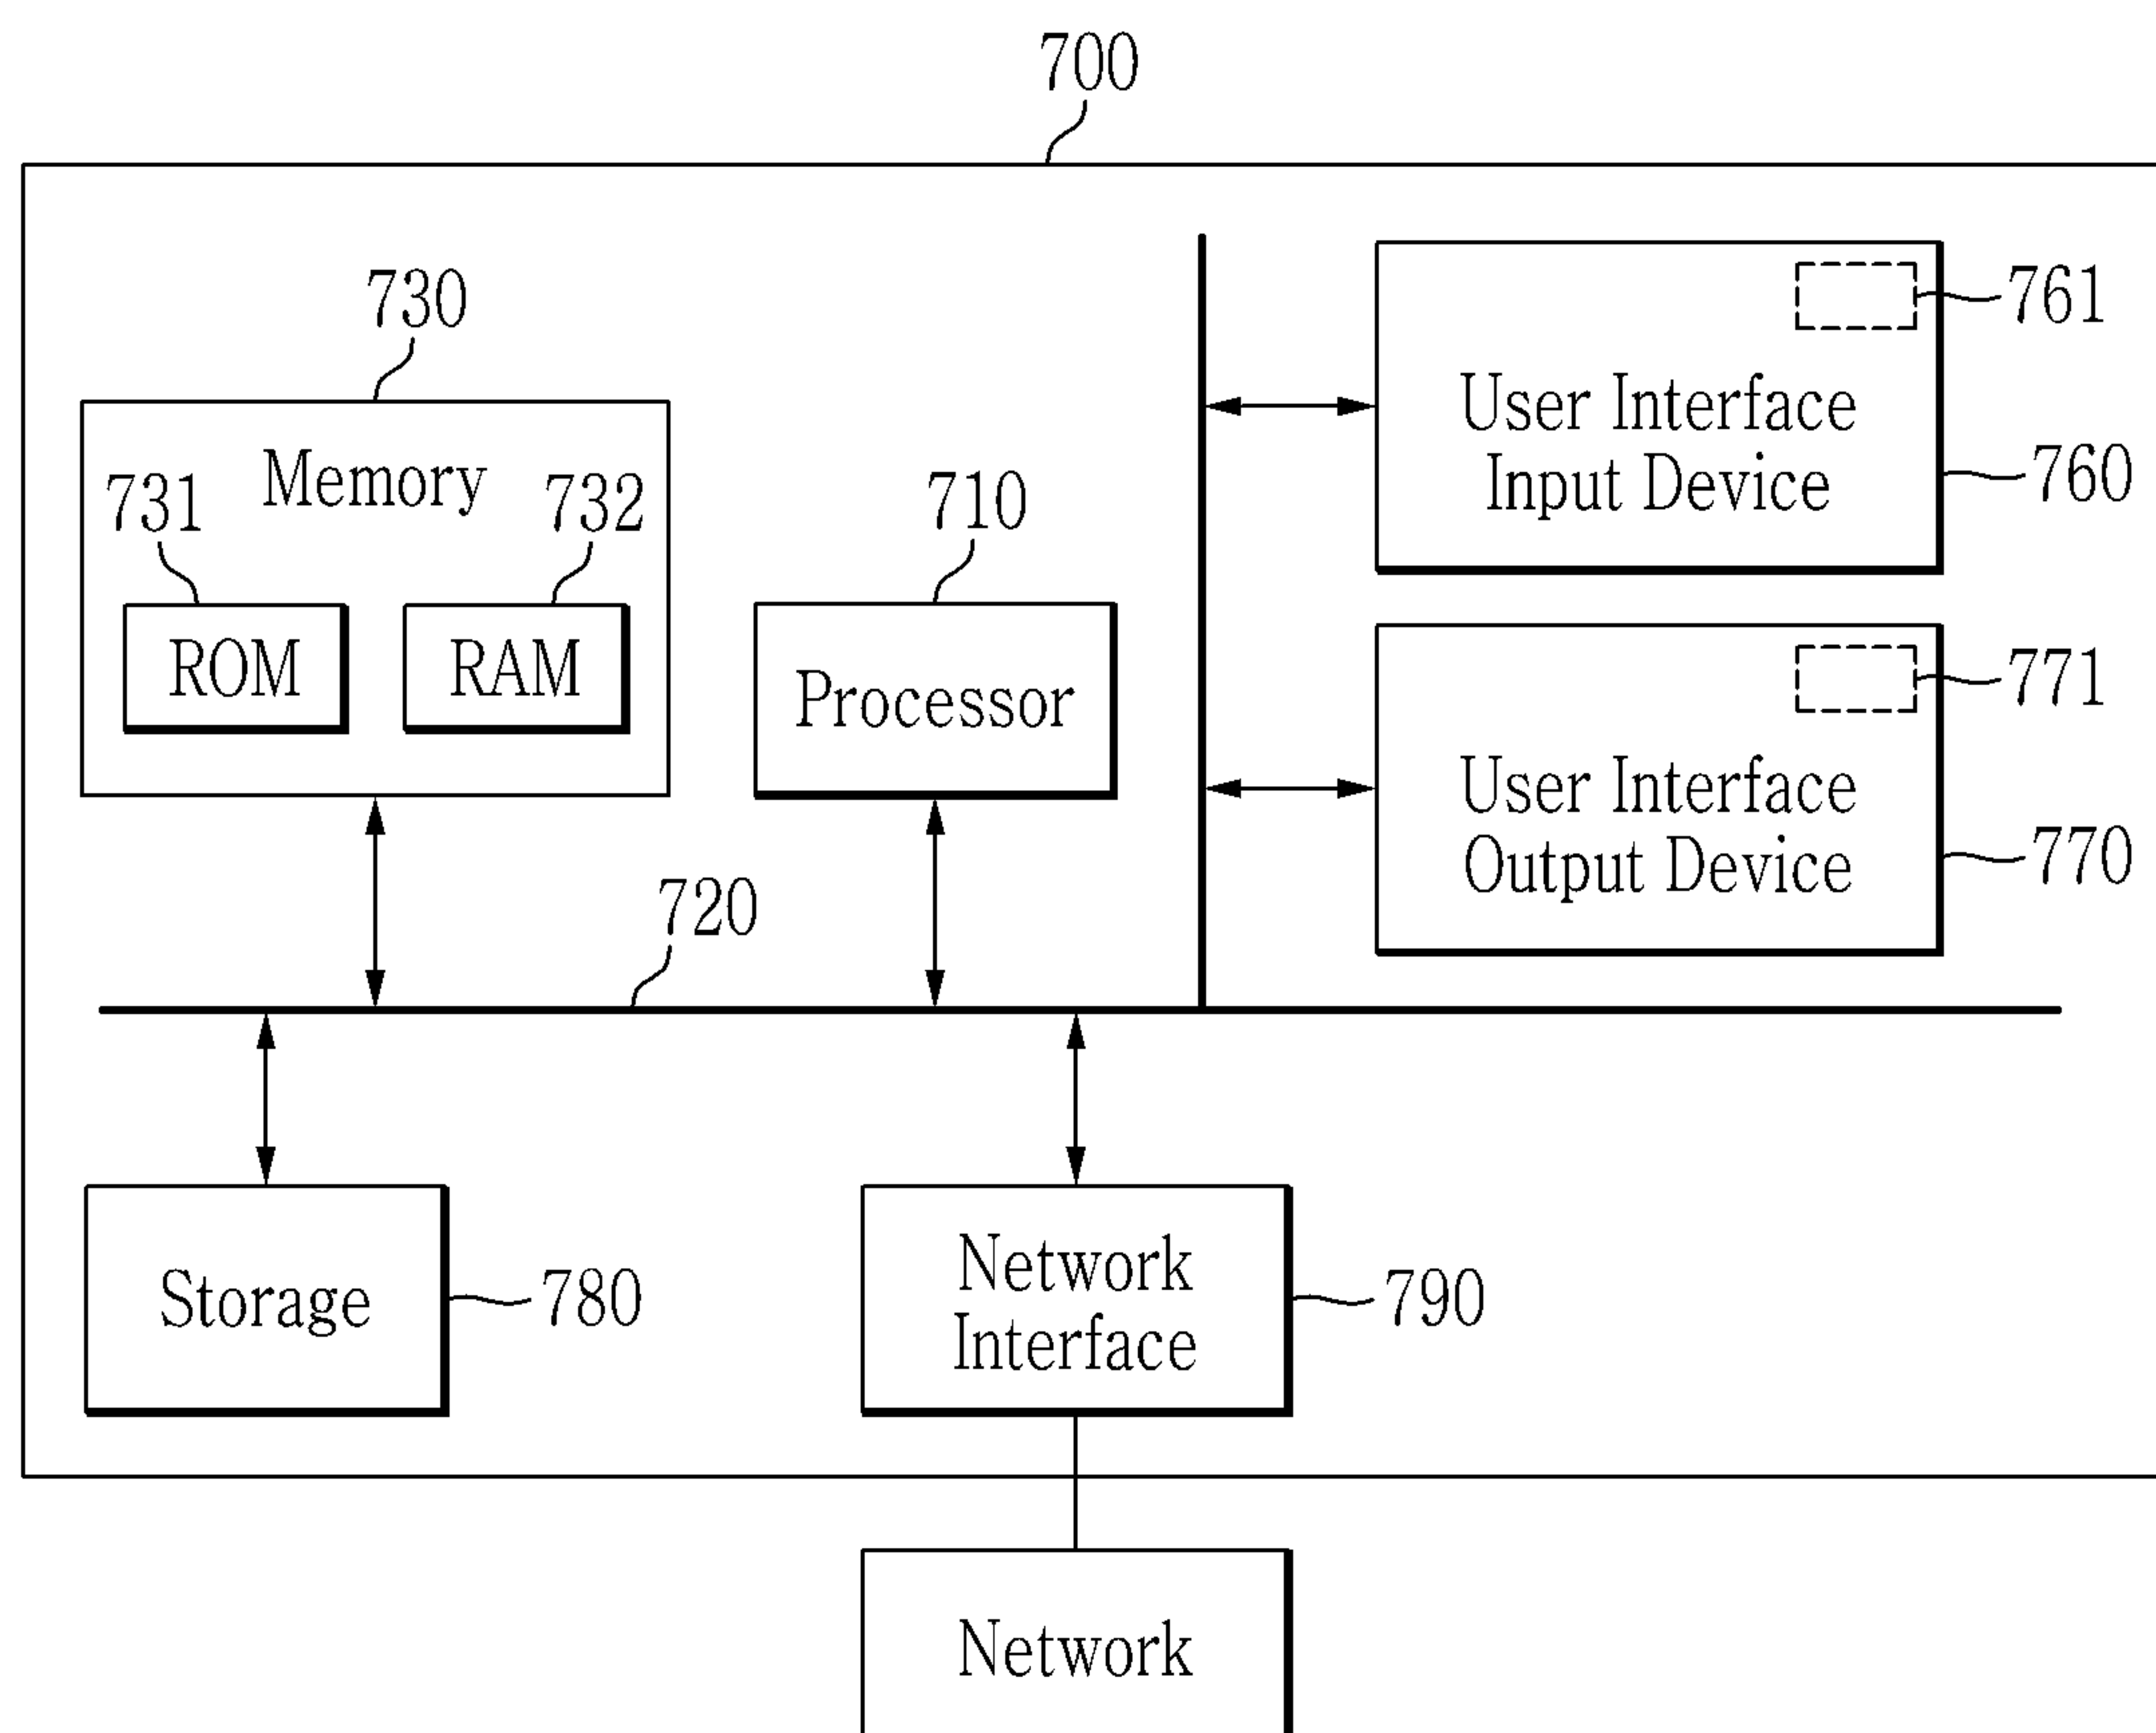 700
730
761
Memory
731
732
User Interface
Input Device
760
710
ROM
RAM
Processor
771
User Interface
Output Device
770
720
Storage
780
Network
Interface
790
Network